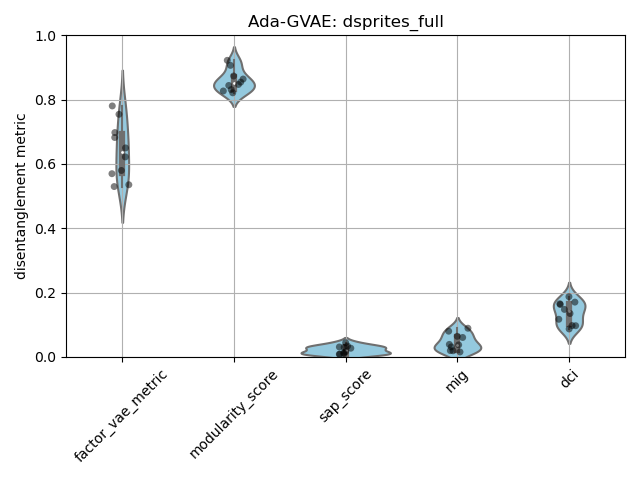 Ada-GVAE: dsprites_full
1.0
0.8
0.6
0.4
0.2
0.0
disentanglement metric
factor_vae_metric
modularity_score
sap_score
mig
dci